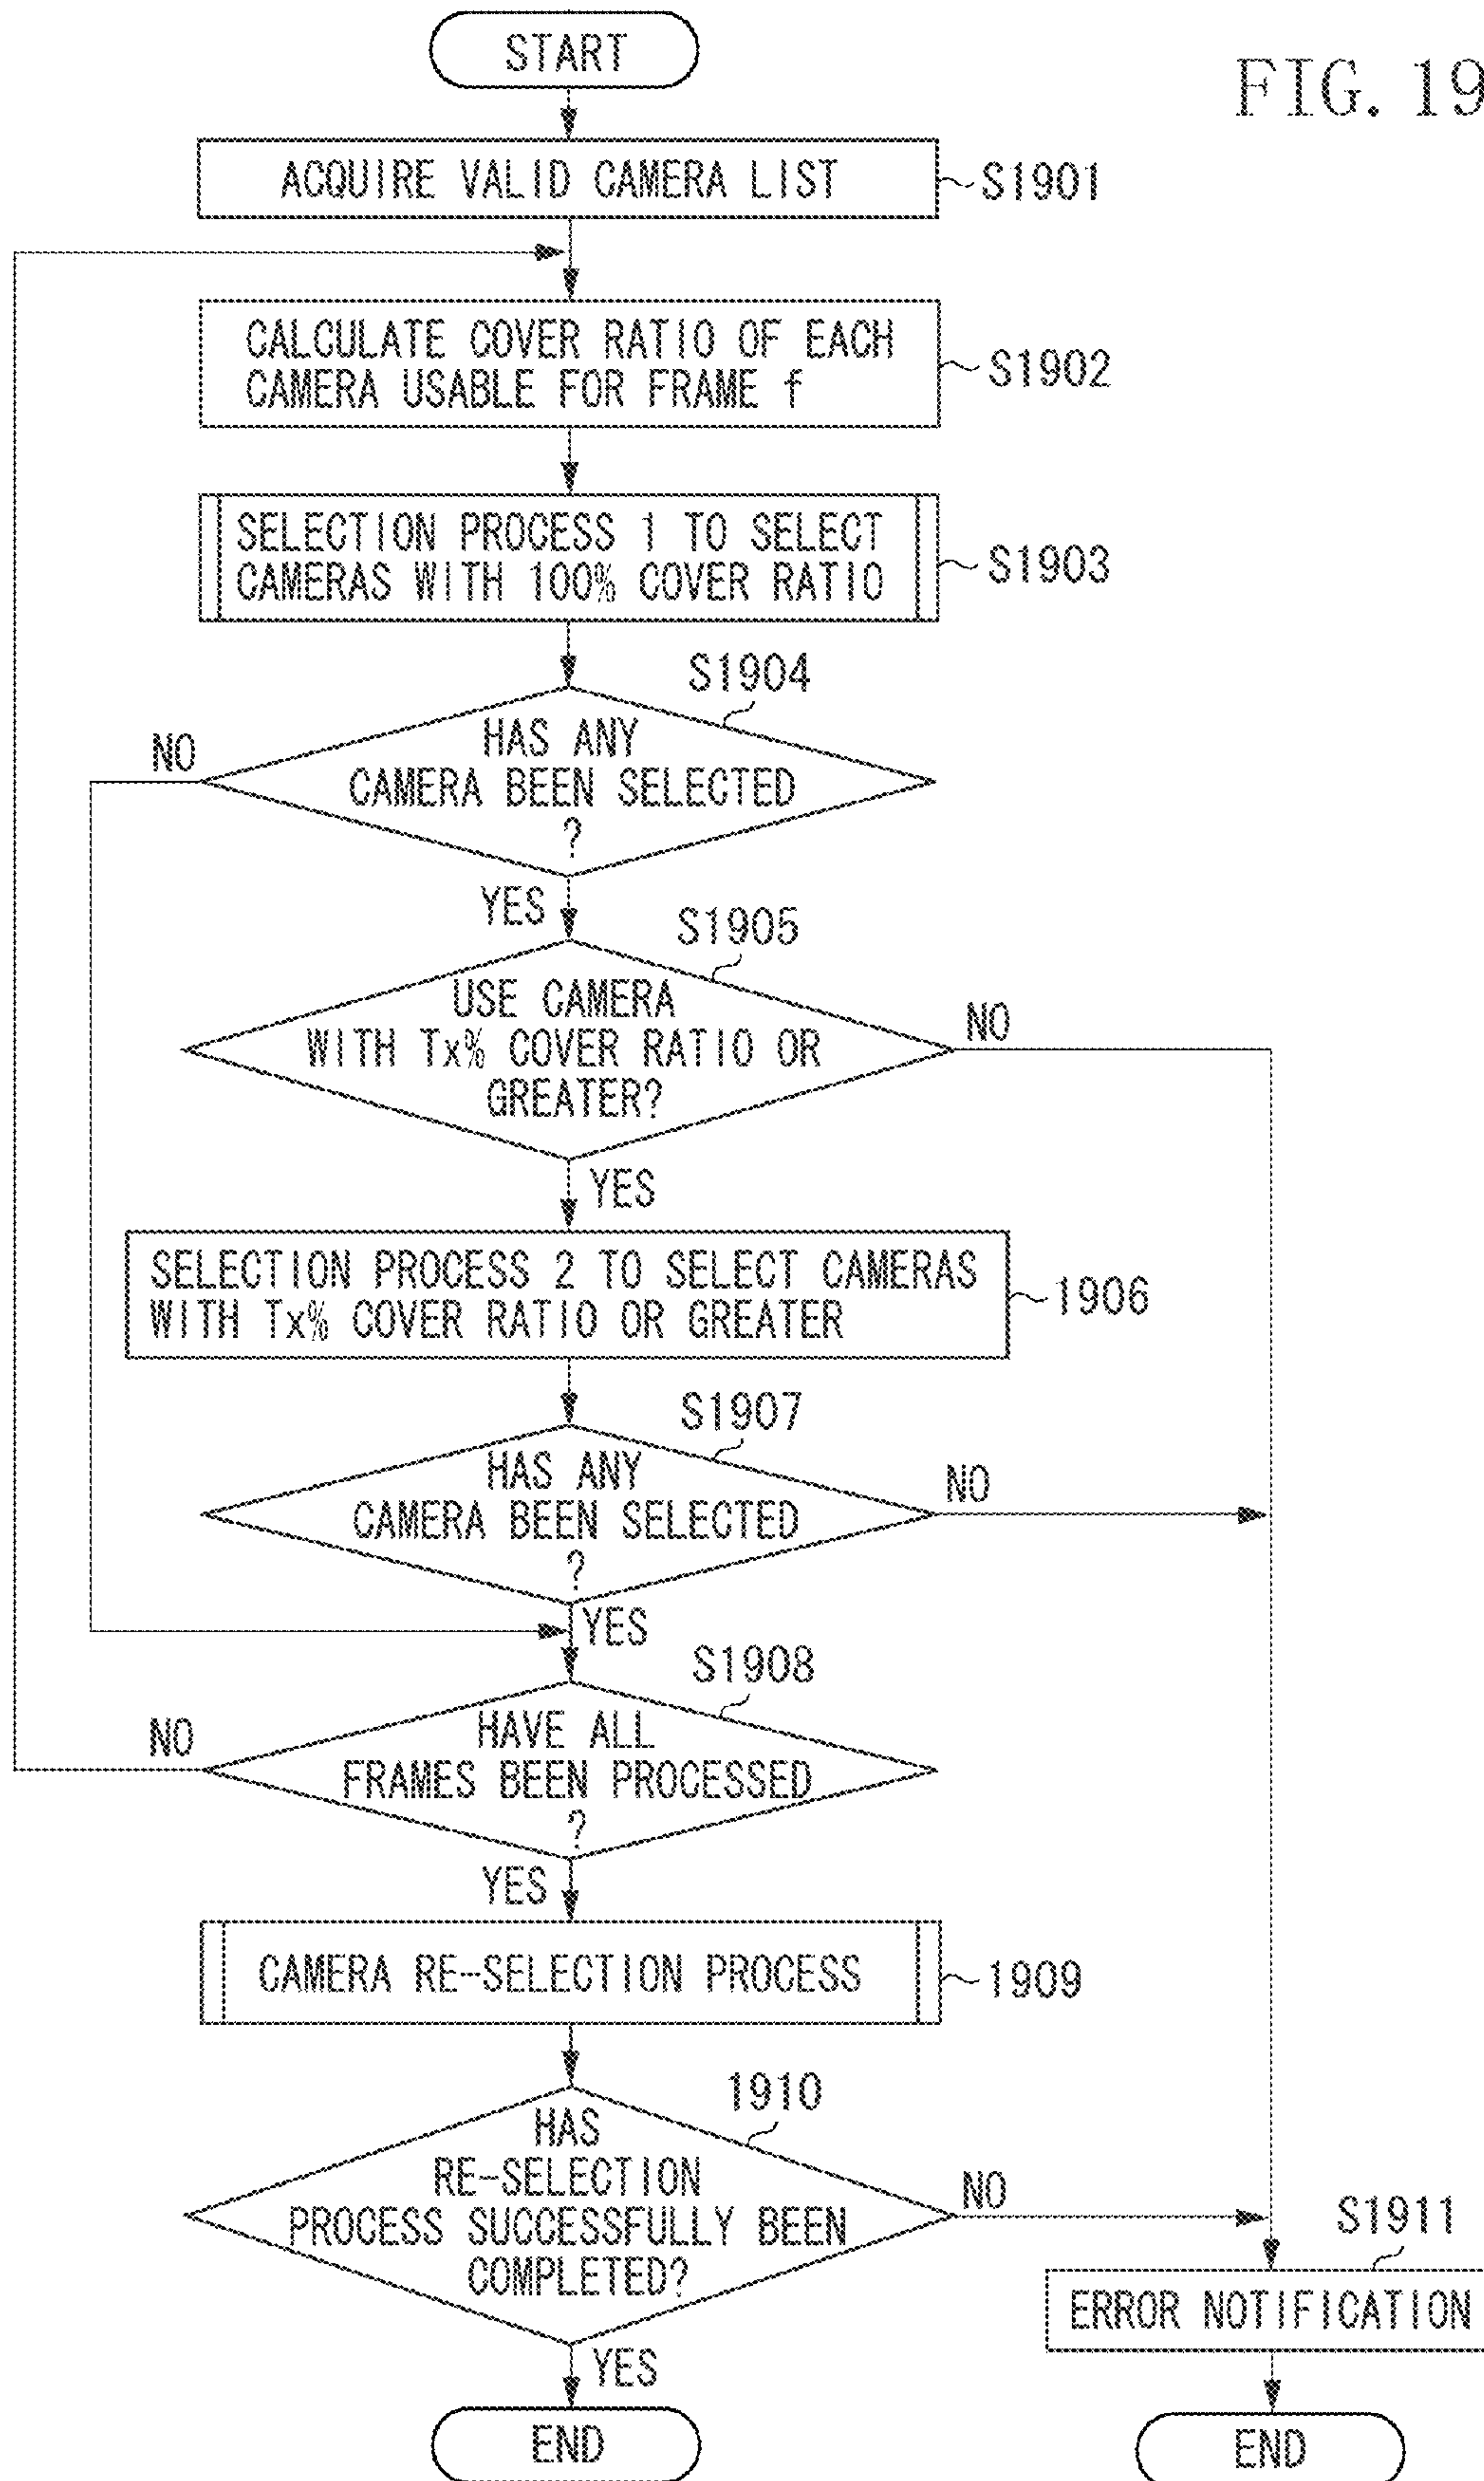 FIG. 19
START
ACQUIRE VALID CAMERA LIST
S1901
CALCULATE COVER RATIO OF EACH
CAMERA USABLE FOR FRAME f
S1902
SELECTION PROCESS 1 TO SELECT
CAMERAS WITH 100% COVER RATIO
S1903
S1904
HAS ANY
CAMERA BEEN SELECTED
?
NO
YES
S1905
USE CAMERA
WITH Tx% COVER RATIO OR
GREATER?
NO
YES
SELECTION PROCESS 2 TO SELECT CAMERAS
WITH Tx% COVER RATIO OR GREATER
1906
S1907
HAS ANY
CAMERA BEEN SELECTED
?
NO
YES
S1908
HAVE ALL
FRAMES BEEN PROCESSED
?
NO
YES
CAMERA RE-SELECTION PROCESS
1909
1910
HAS
RE-SELECTION
PROCESS SUCCESSFULLY BEEN
COMPLETED?
NO
YES
S1911
ERROR NOTIFICATION
END
END